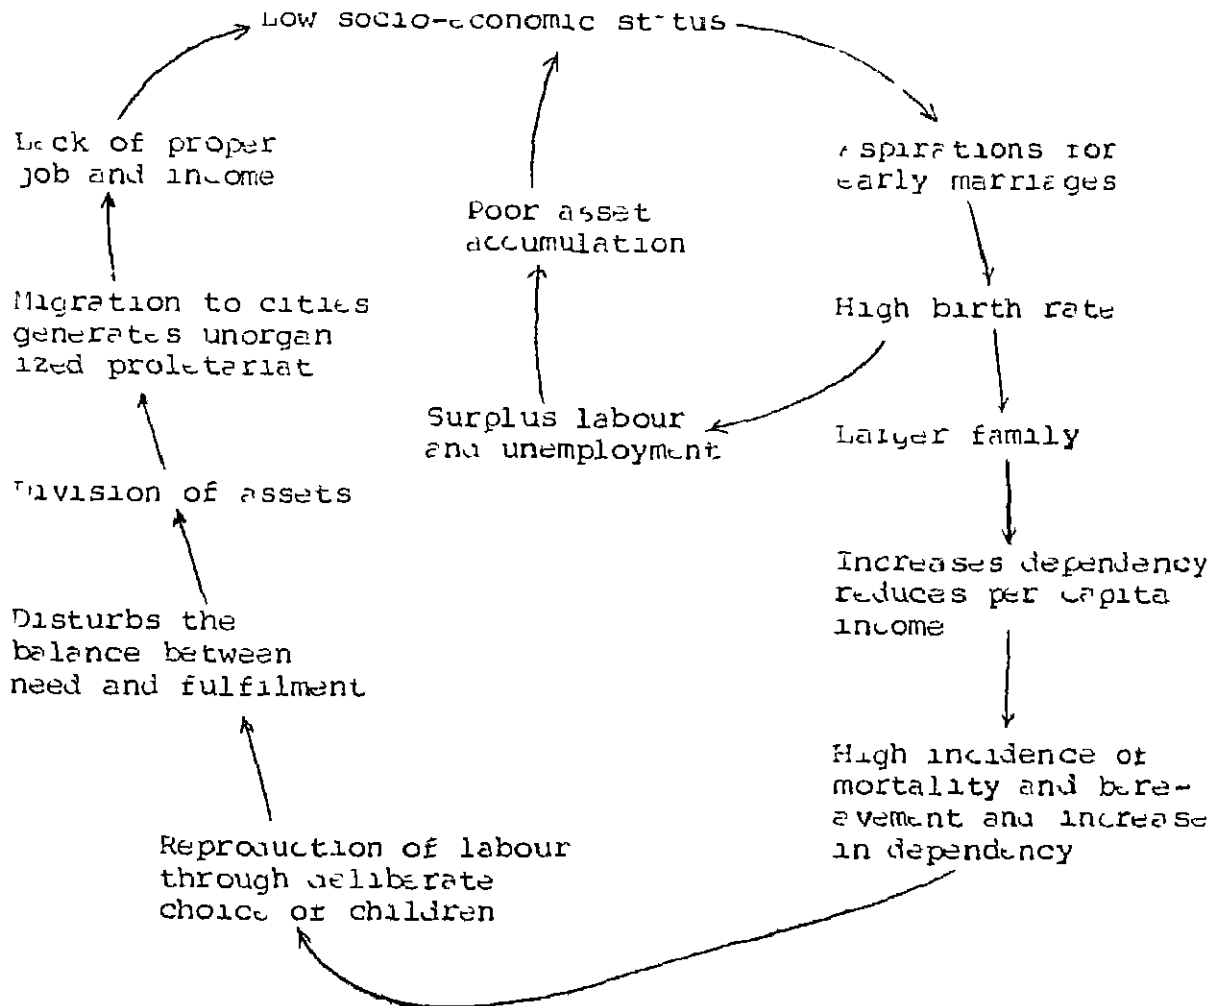 Low socio-economic status
Lack of proper
job and income
Aspirations for
early marriages
Poor asset
accumulation
Migration to cities
generates unorgan
ized proletariat
High birth rate
Surplus labour
and unemployment
Larger family
Division of assets
Increases dependency
reduces per capita
income
Disturbs the
balance between
need and fulfilment
High incidence of
mortality and bere-
avement and increase
in dependency
Reproduction of labour
through deliberate
choice of children